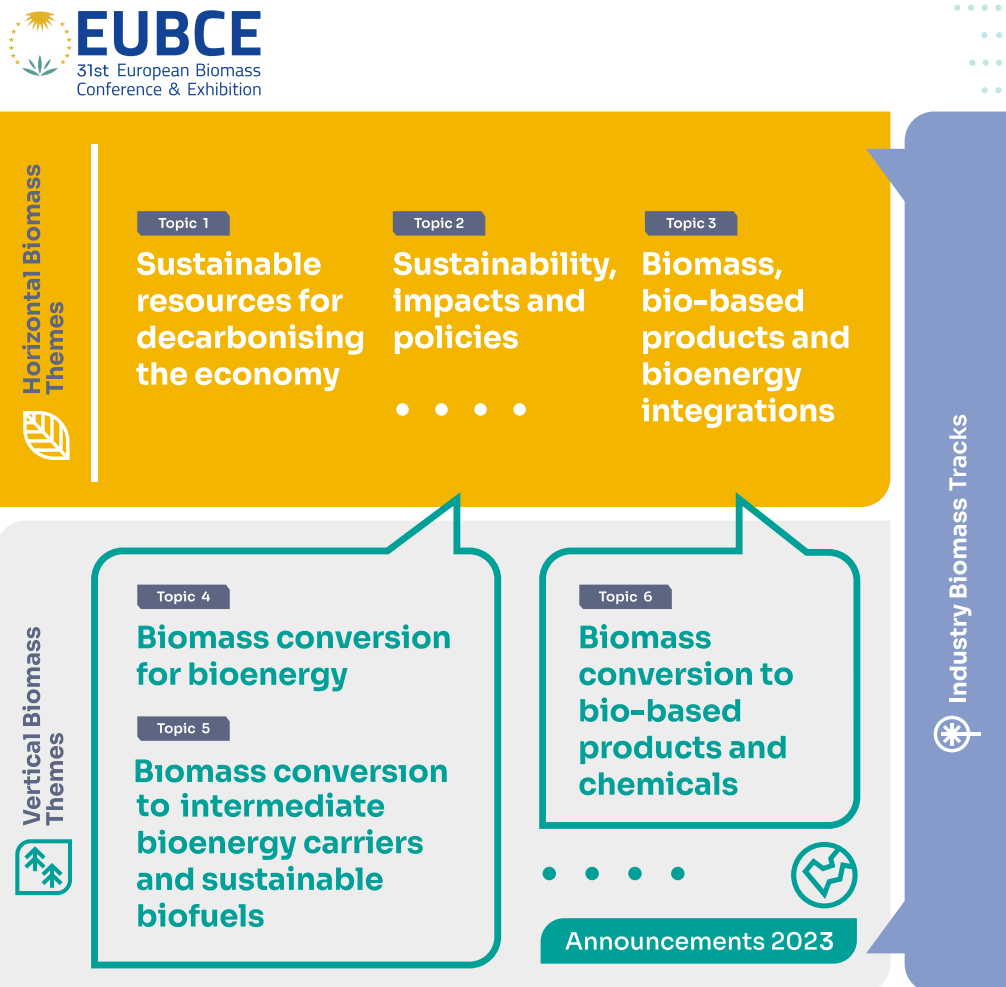 EUBCE
31st European Biomass
Conference & Exhibition
Horizontal Biomass
Themes
Topic 1
Sustainable
resources for
decarbonising
the economy
Topic 2
Sustainability,
impacts and
policies
Topic 3
Biomass,
bio-based
products and
bioenergy
integrations
Vertical Biomass
Themes
Topic 4
Biomass conversion
for bioenergy
Topic 5
Bıomass conversıon
to intermediate
bioenergy carriers
and sustainable
biofuels
Topic 6
Biomass
conversion to
bio-based
products and
chemicals
Announcements 2023
Industry Biomass Tracks